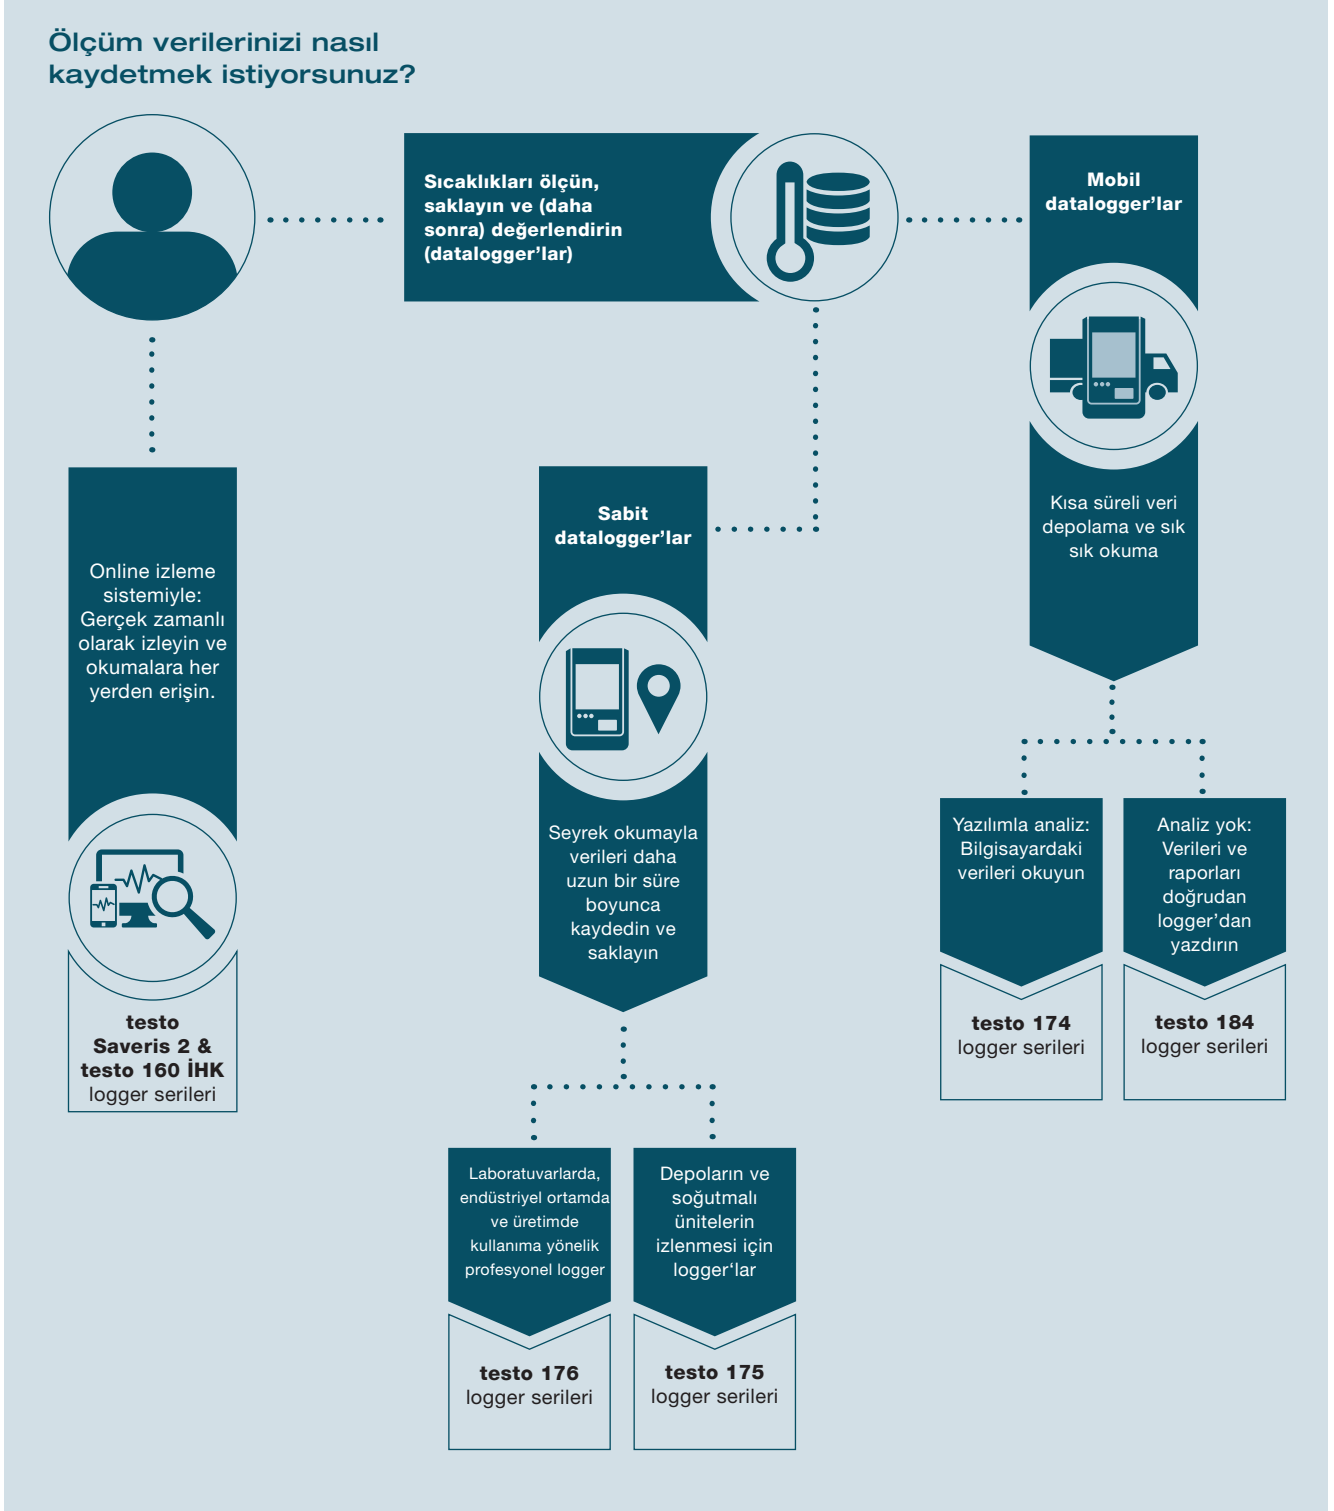 Ölçüm verilerinizi nasıl
kaydetmek istiyorsunuz?
Sıcaklıkları ölçün,
saklayın ve (daha
sonra) değerlendirin
(datalogger’lar)
Mobil
datalogger’lar
Kısa süreli veri
depolama ve sık
sık okuma
Online izleme
sistemiyle:
Gerçek zamanlı
olarak izleyin ve
okumalara her
yerden erişin.
testo
Saveris 2 &
testo 160 İHK
logger serileri
Sabit
datalogger’lar
Seyrek okumayla
verileri daha
uzun bir süre
boyunca
kaydedin ve
saklayın
Yazılımla analiz:
Bilgisayardaki
verileri okuyun
testo 174
logger serileri
Analiz yok:
Verileri ve
raporları
doğrudan
logger’dan
yazdırın
testo 184
logger serileri
Laboratuvarlarda,
endüstriyel ortamda
ve üretimde
kullanıma yönelik
profesyonel logger
testo 176
logger serileri
Depoların ve
soğutmalı
ünitelerin
izlenmesi için
logger‘lar
testo 175
logger serileri